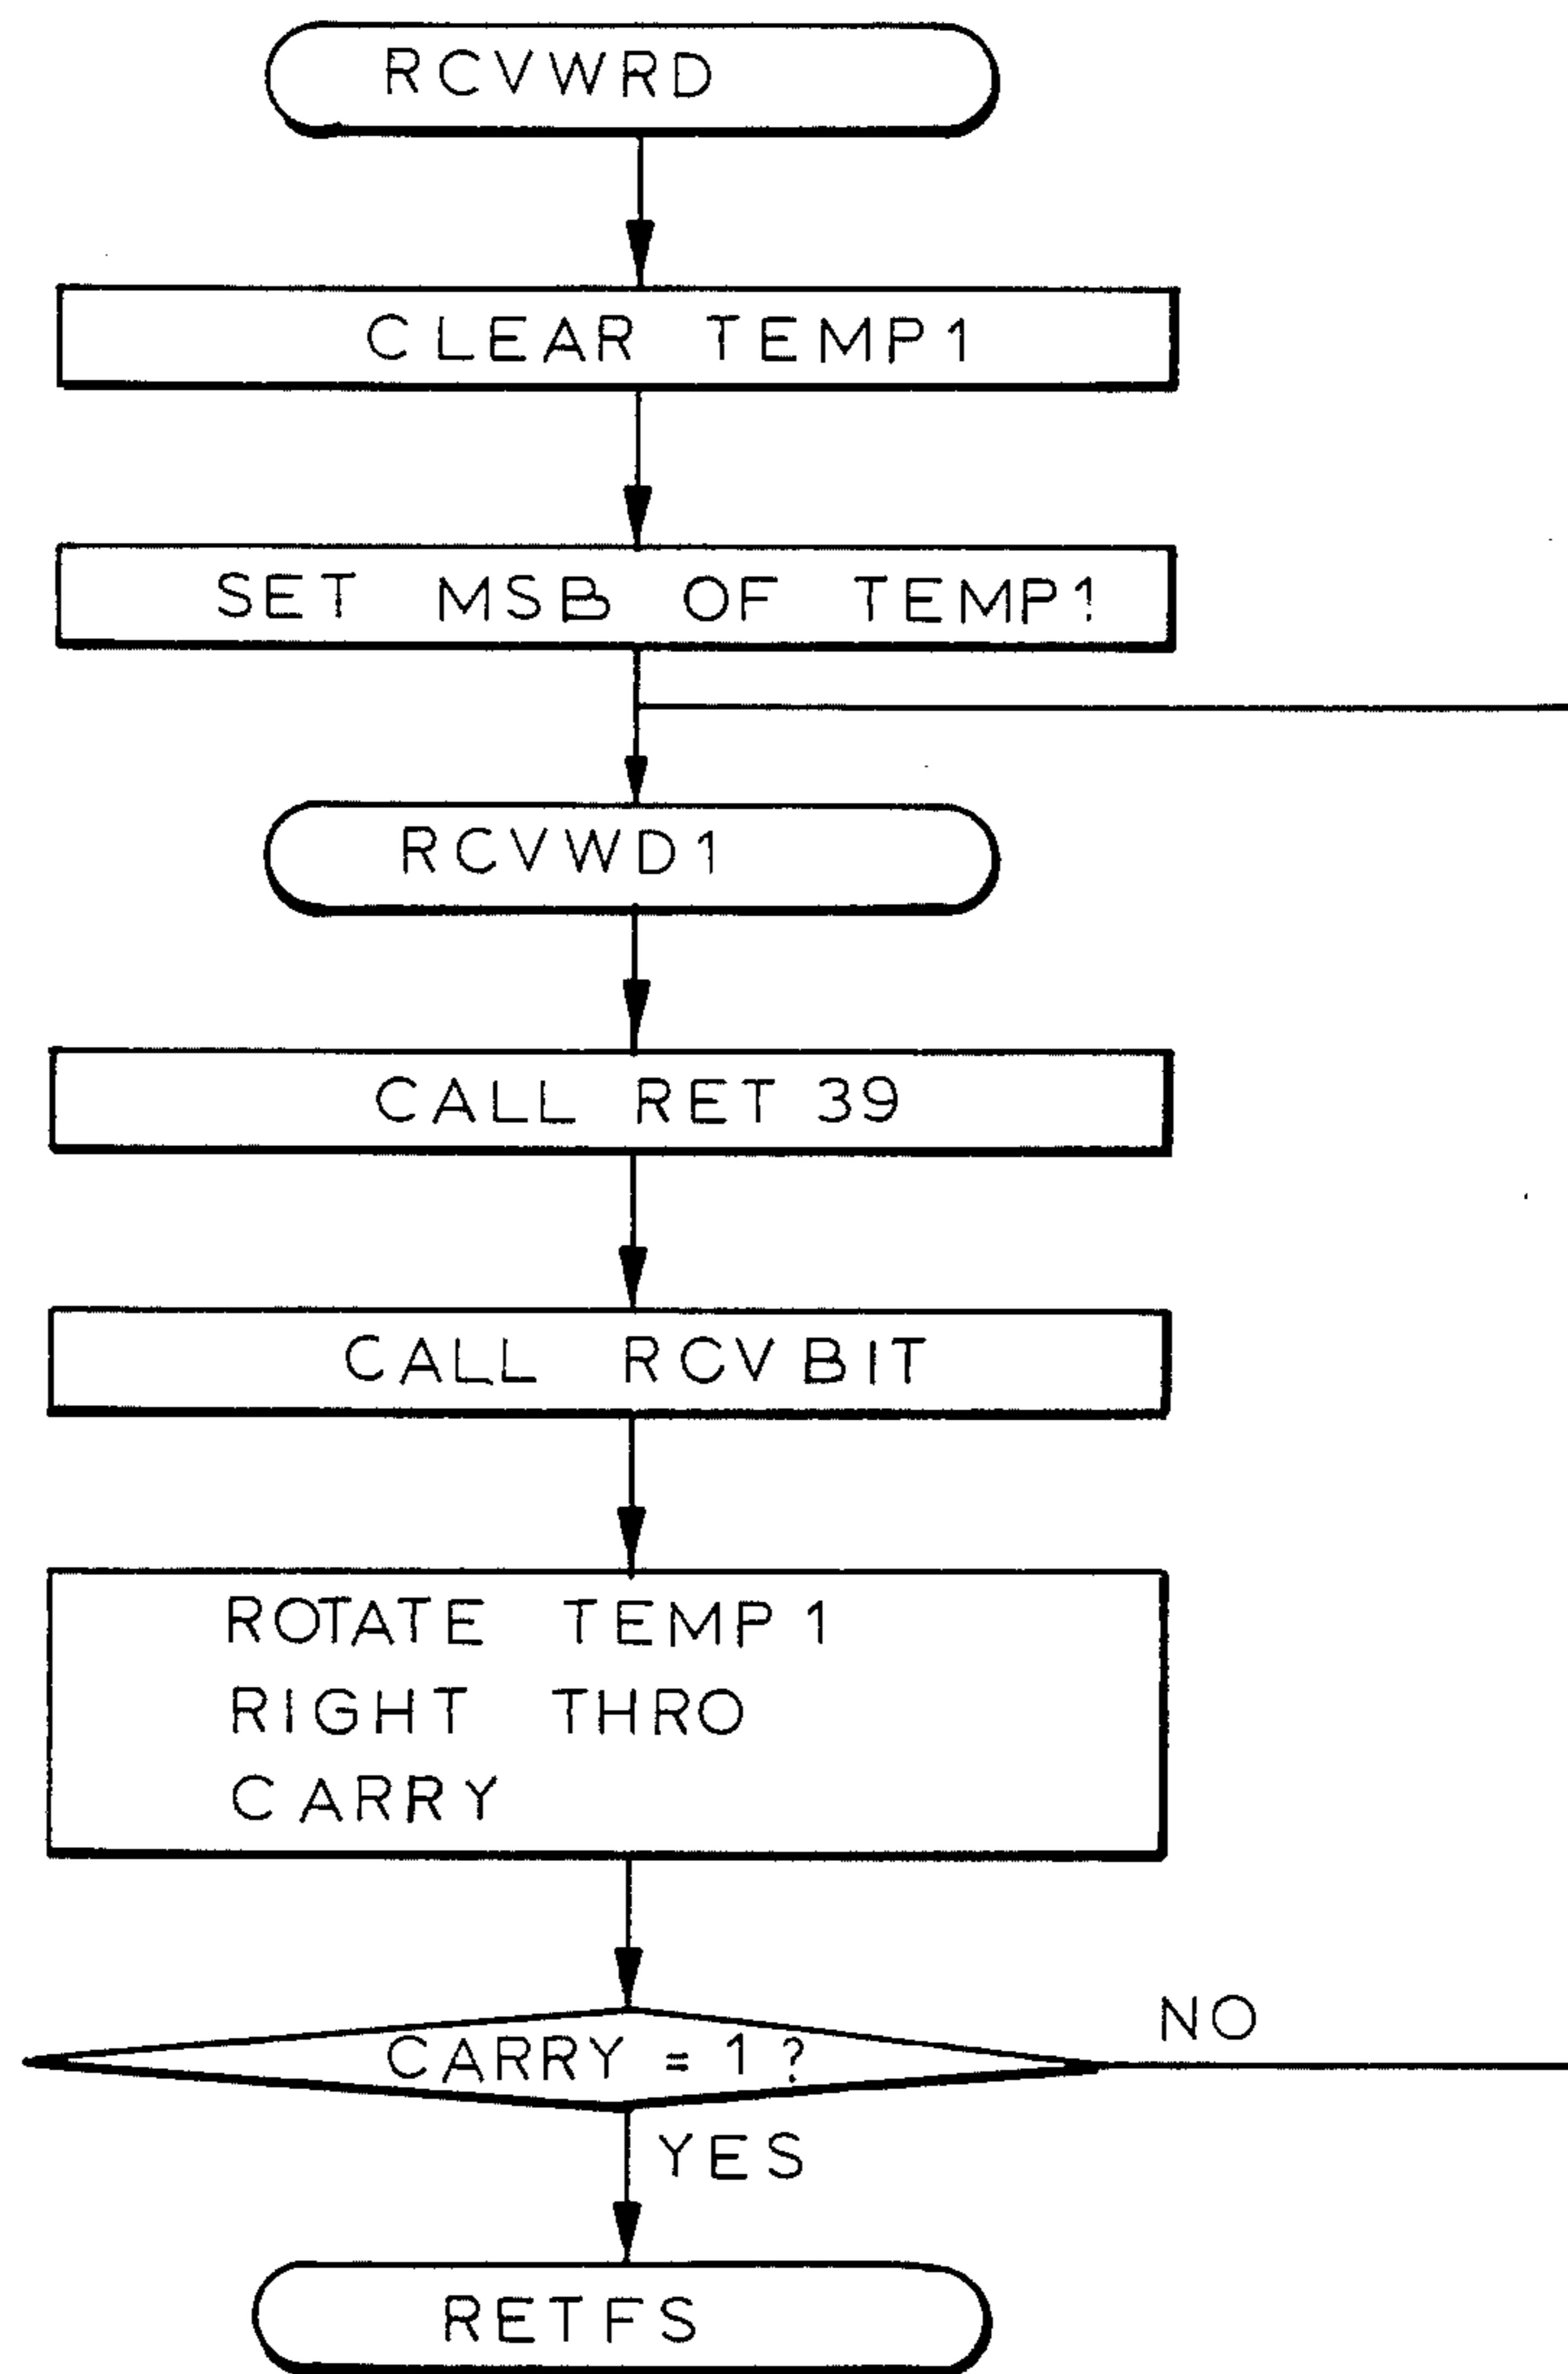 RCVWRD
CLEAR TEMP1
SET MSB OF TEMP1
RCVWD1
CALL RET 39
CALL RCVBIT
ROTATE TEMP1
RIGHT THRO
CARRY
CARRY = 1 ?
NO
YES
RETFS